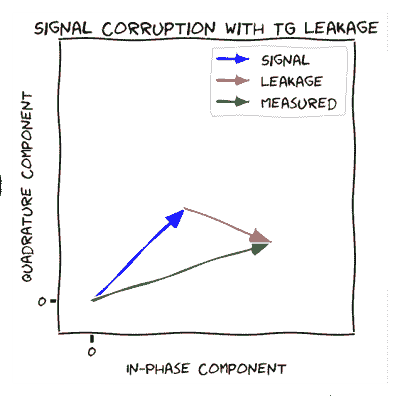 SIGNAL CORRUPTION WITH TG LEAKAGE
SIGNAL
LEAKAGE
MEASURED
QUADRATURE COMPONENT
0
0
IN-PHASE COMPONENT